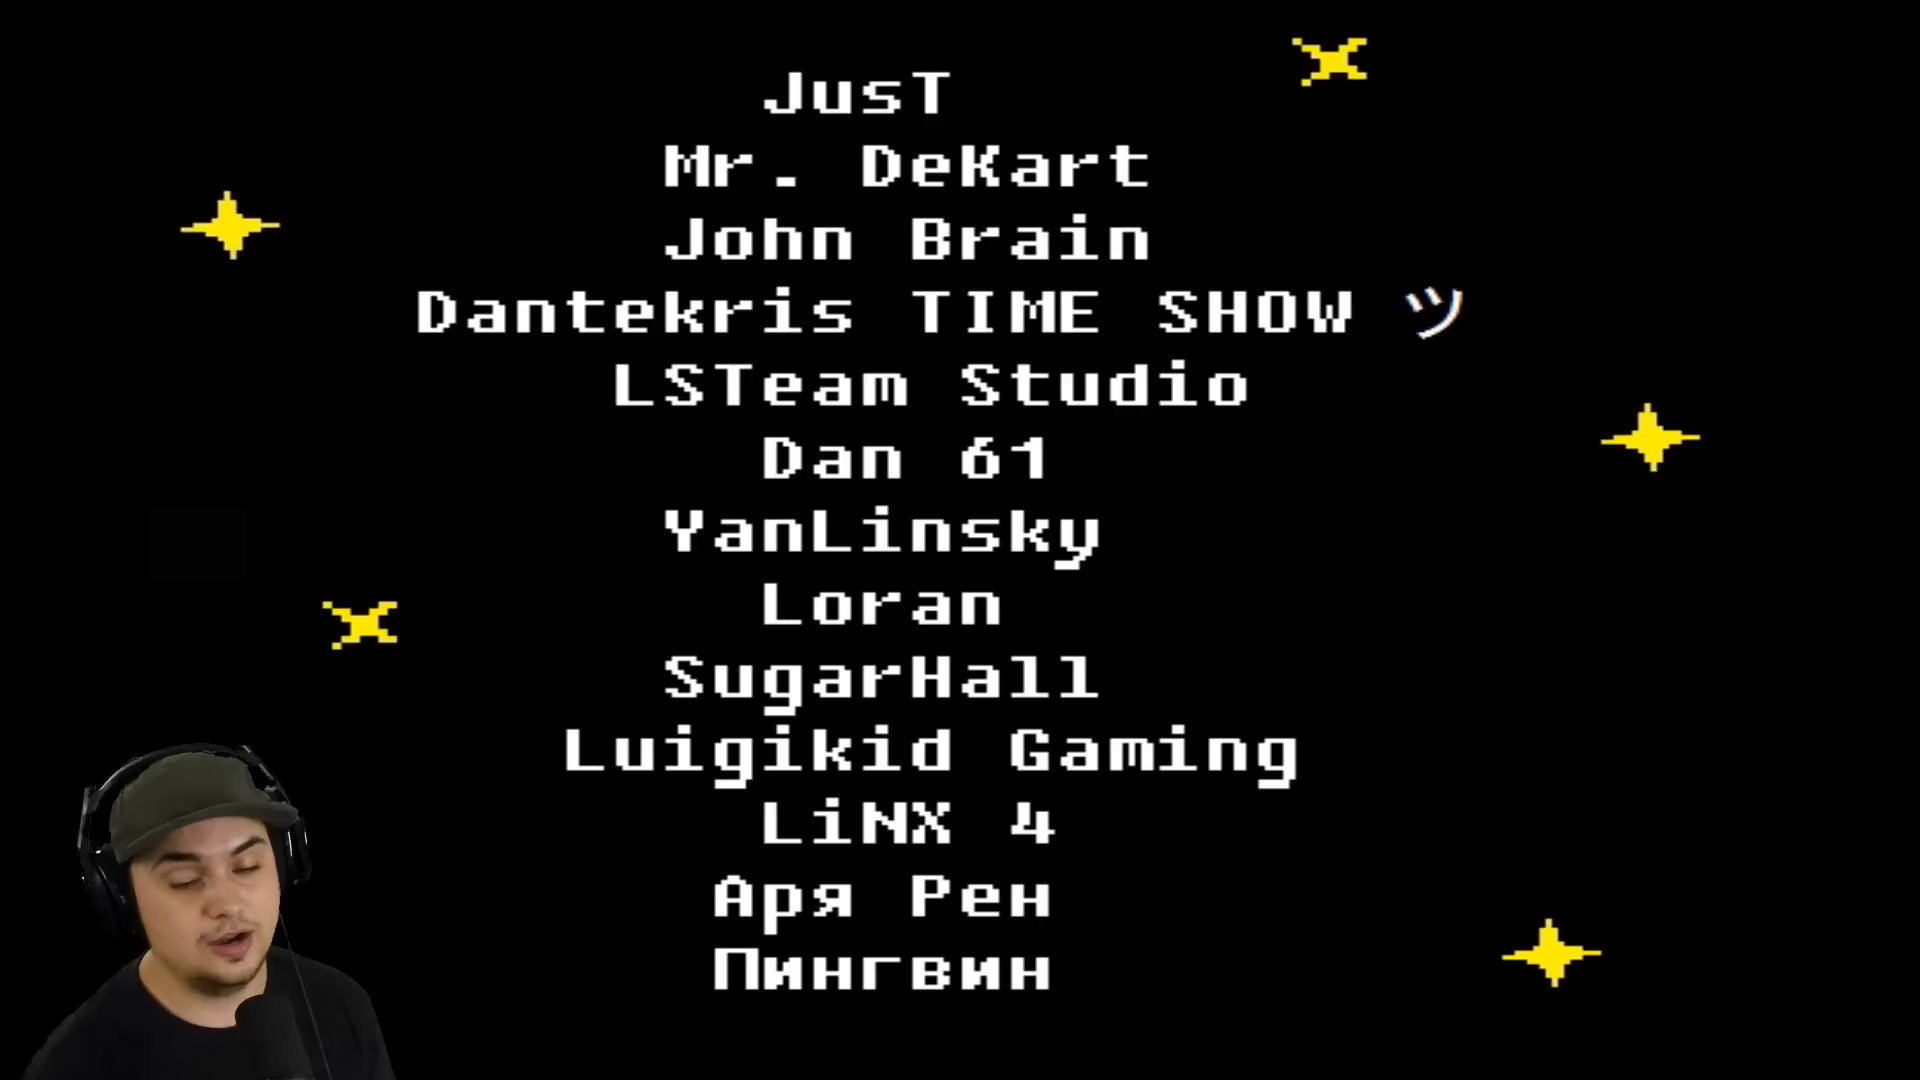 JusT
Mr. DeKart
John Brain
Dantekris TIME SHOW ツ
LSTeam Studio
Dan 61
YanLinsky
Loran
SugarHall
Luigikid Gaming
LiNX 4
Аря Рен
Пингвин